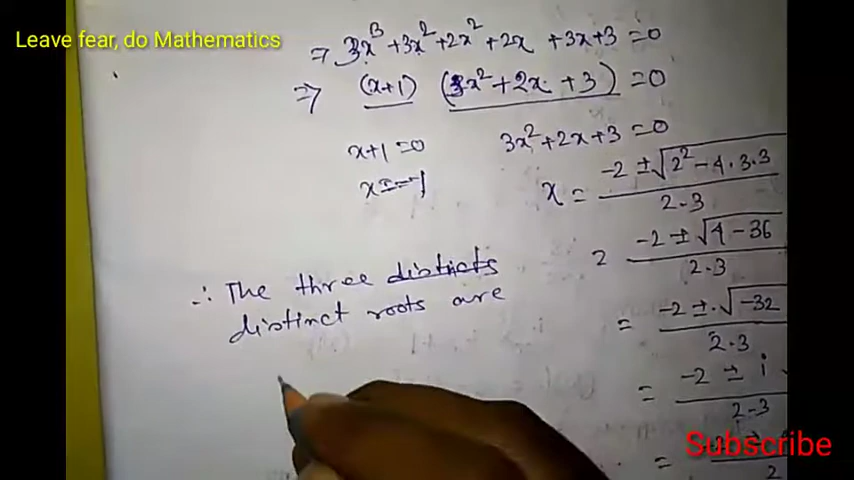 Leave fear, do Mathematics
⇒ 3x³ +3x² +2x² +2x +3x+3 =0
⇒ (x+1) (3x²+2x+3) =0
x+1 =0
x = -1
3x²+2x+3 =0
x = (-2 ± √(2² -4·3·3)) / 2·3
= (-2 ± √(4-36)) / 2·3
= (-2 ± √(-32)) / 2·3
= (-2 ± i / 2·3
∴ The three disticts
distinct roots are
Subscribe